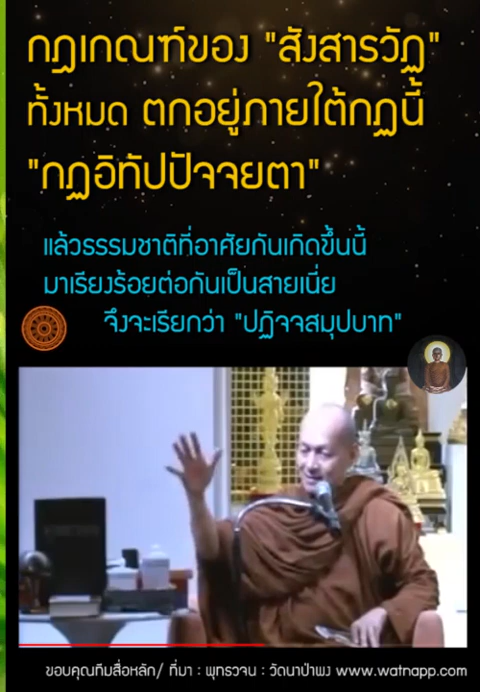 กฎเกณฑ์ของ "สังสารวัฏ"
ทั้งหมด ตกอยู่ภายใต้กฎนี้
"กฎอิทัปปัจจยตา"
แล้วธรรมชาติที่อาศัยกันเกิดขึ้นนี้
มาเรียงร้อยต่อกันเป็นสายเนี่ย
จึงจะเรียกว่า "ปฏิจจสมุปบาท"
ขอบคุณทีมสื่อหลัก/ ที่มา : พุทธวจน : วัดนาป่าพง www.watnapp.com